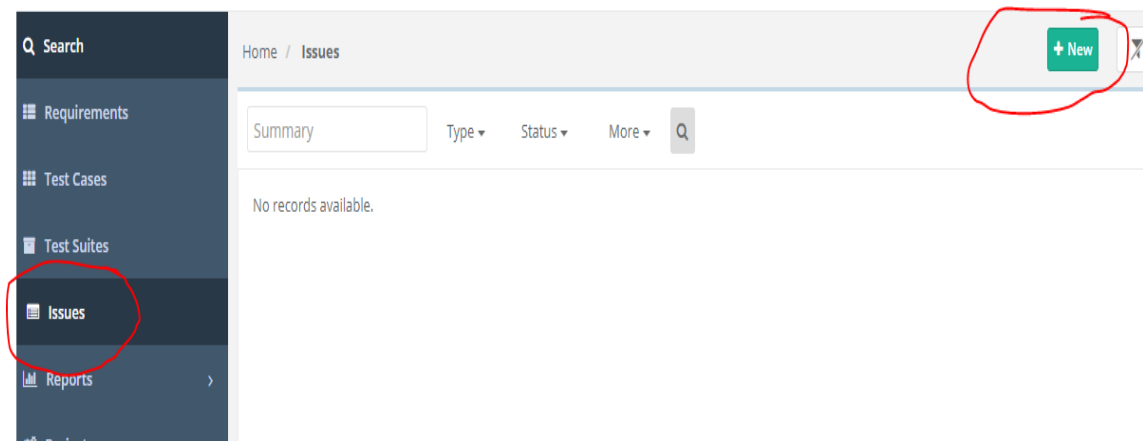 Search
Requirements
Test Cases
Test Suites
Issues
Reports
Home / Issues
+ New
Summary
Type
Status
More
No records available.